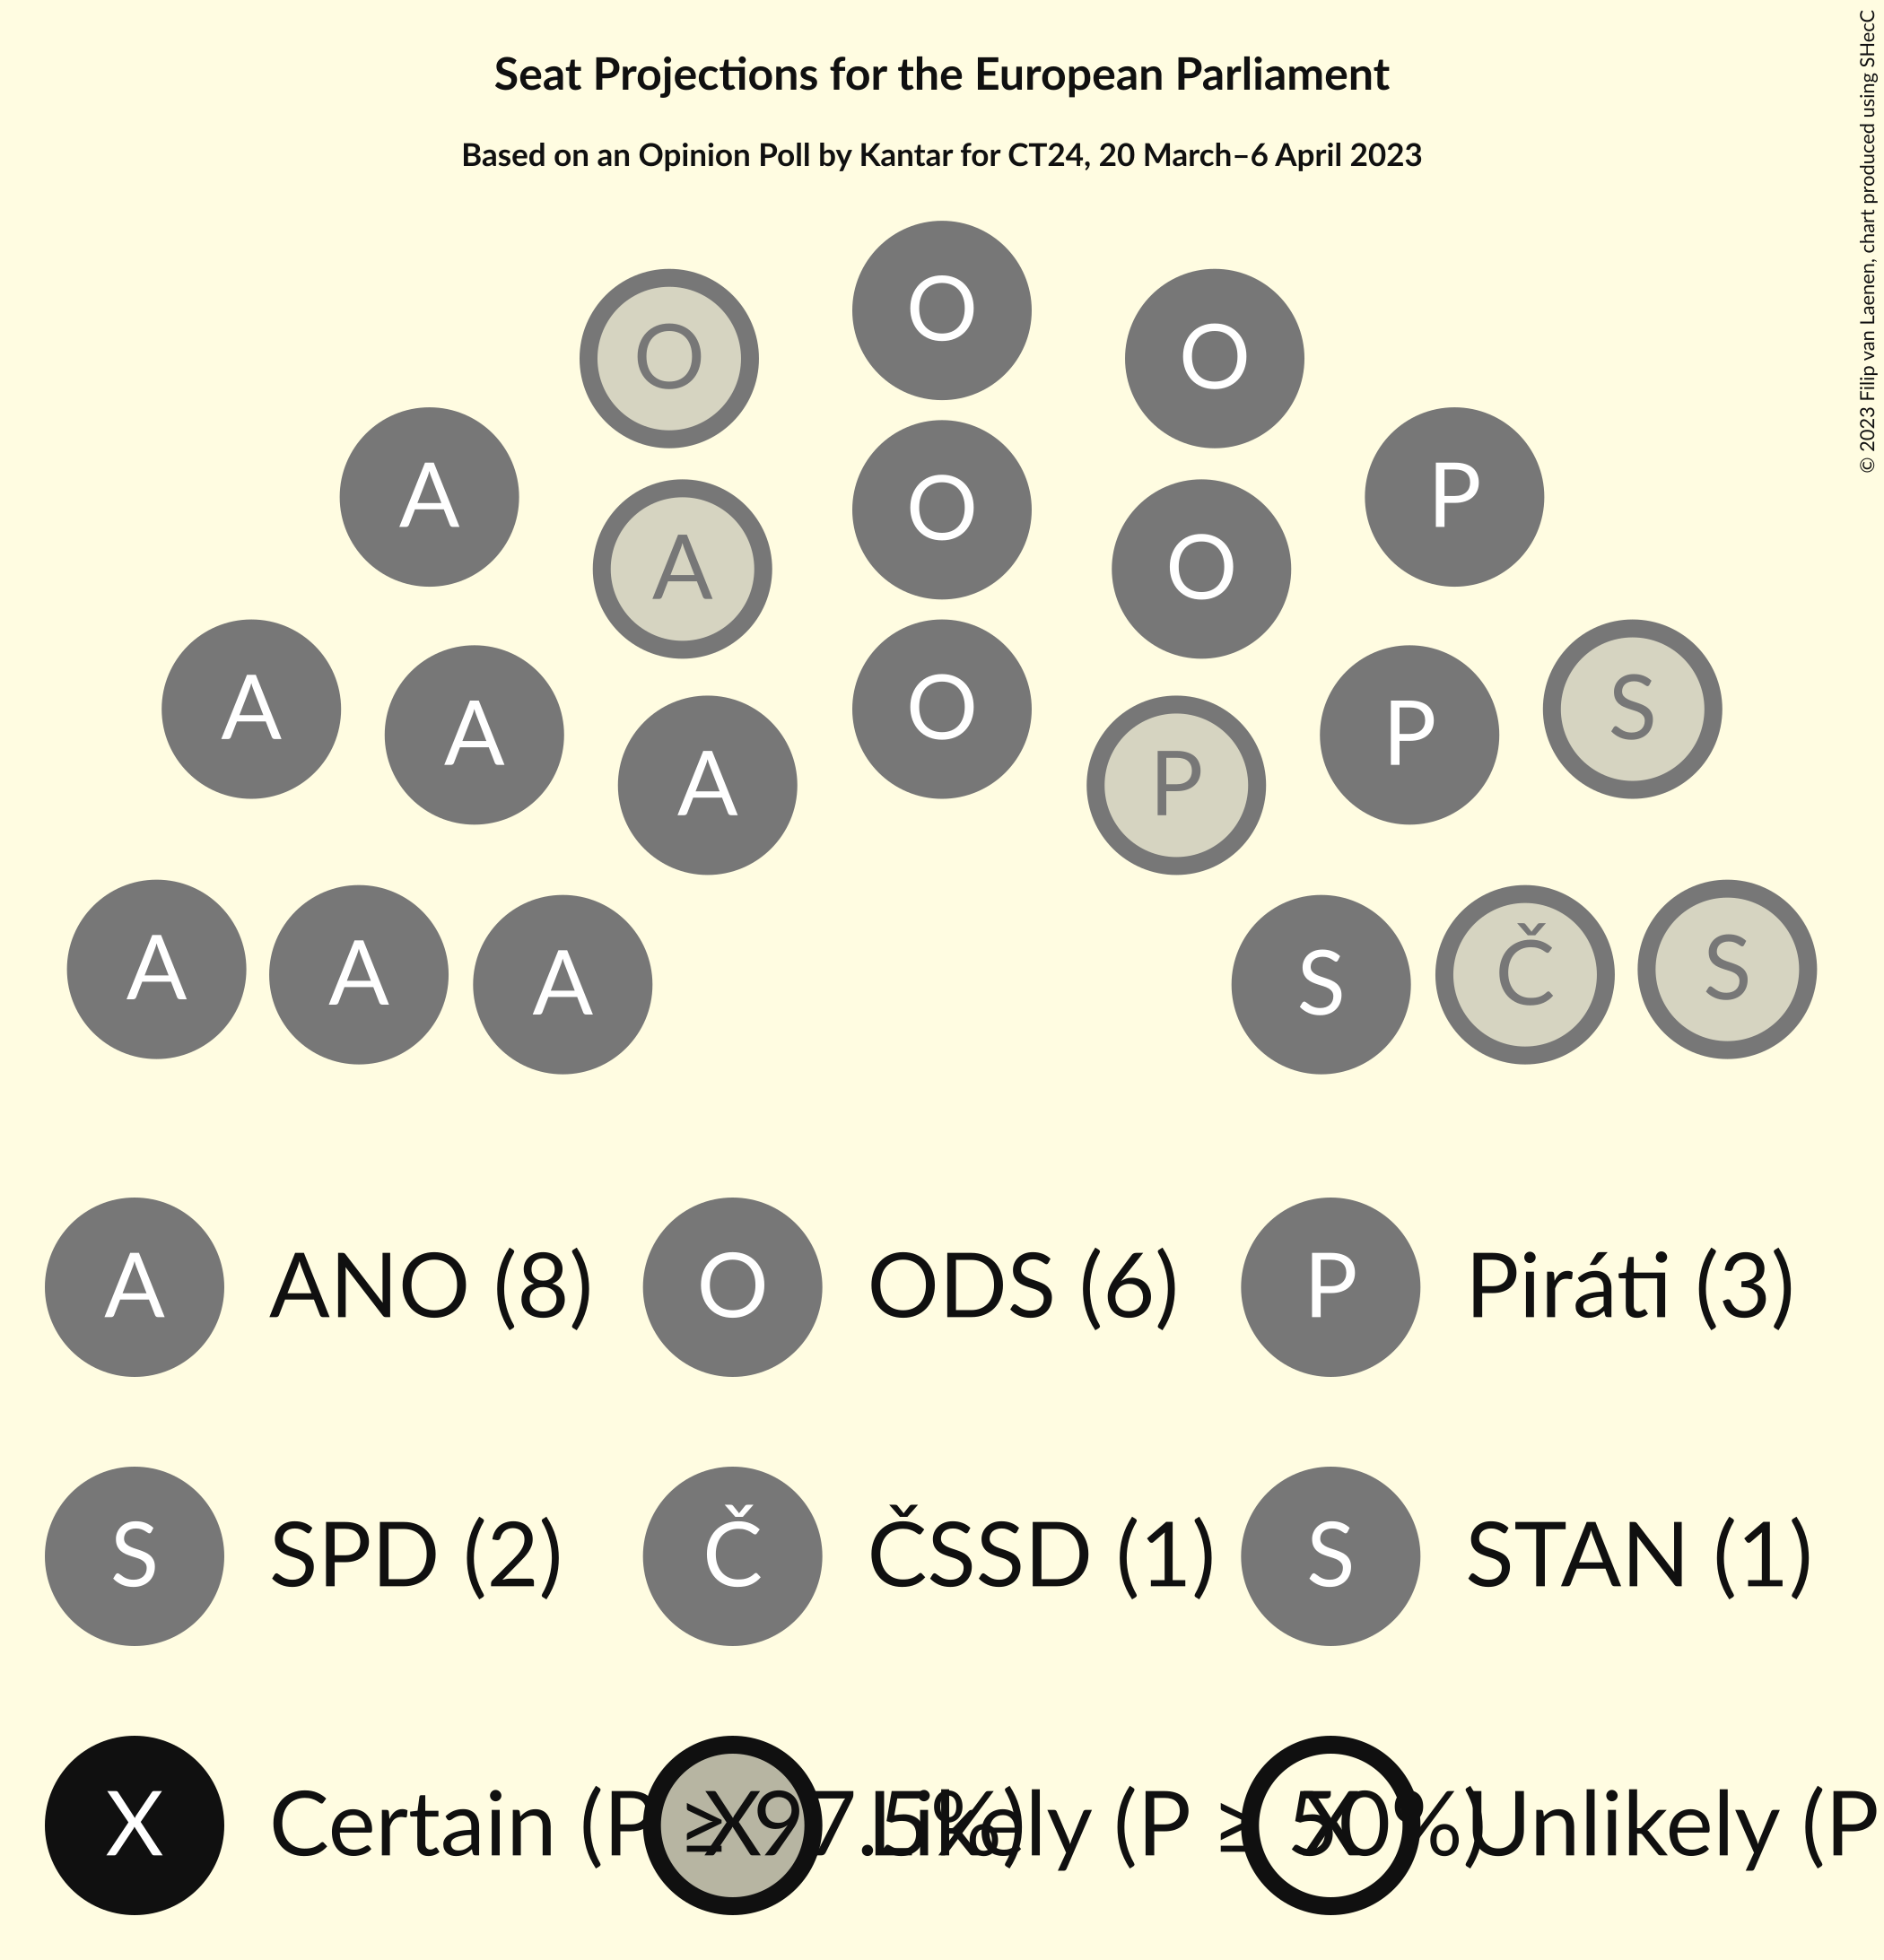 Seat Projections for the European Parliament
Based on an Opinion Poll by Kantar for CT24, 20 March–6 April 2023
© 2023 Filip van Laenen, chart produced using SHecC
O
O O
A O P
A O
A A O S
A P P
A
A A S Č S
A
A ANO (8) O ODS (6) P Piráti (3)
S SPD (2) Č ČSSD (1) S STAN (1)
X Certain (P ≥ 97.5%) X Likely (P ≥ 50%) X Unlikely (P